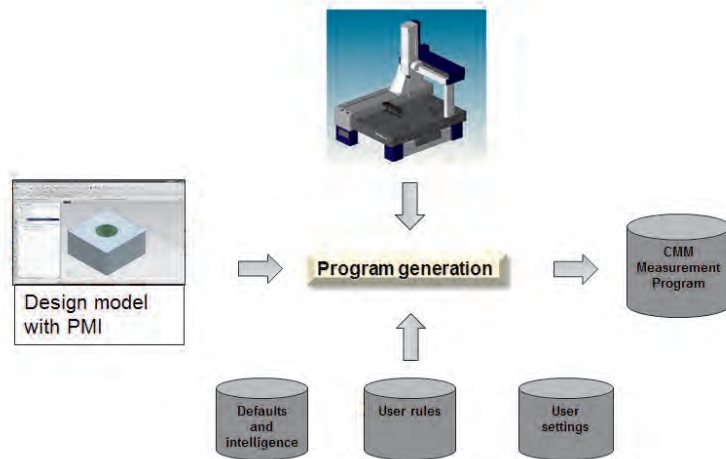 Program generation
CMM
Measurement
Program
Design model
with PMI
Defaults
and
intelligence
User rules
User
settings